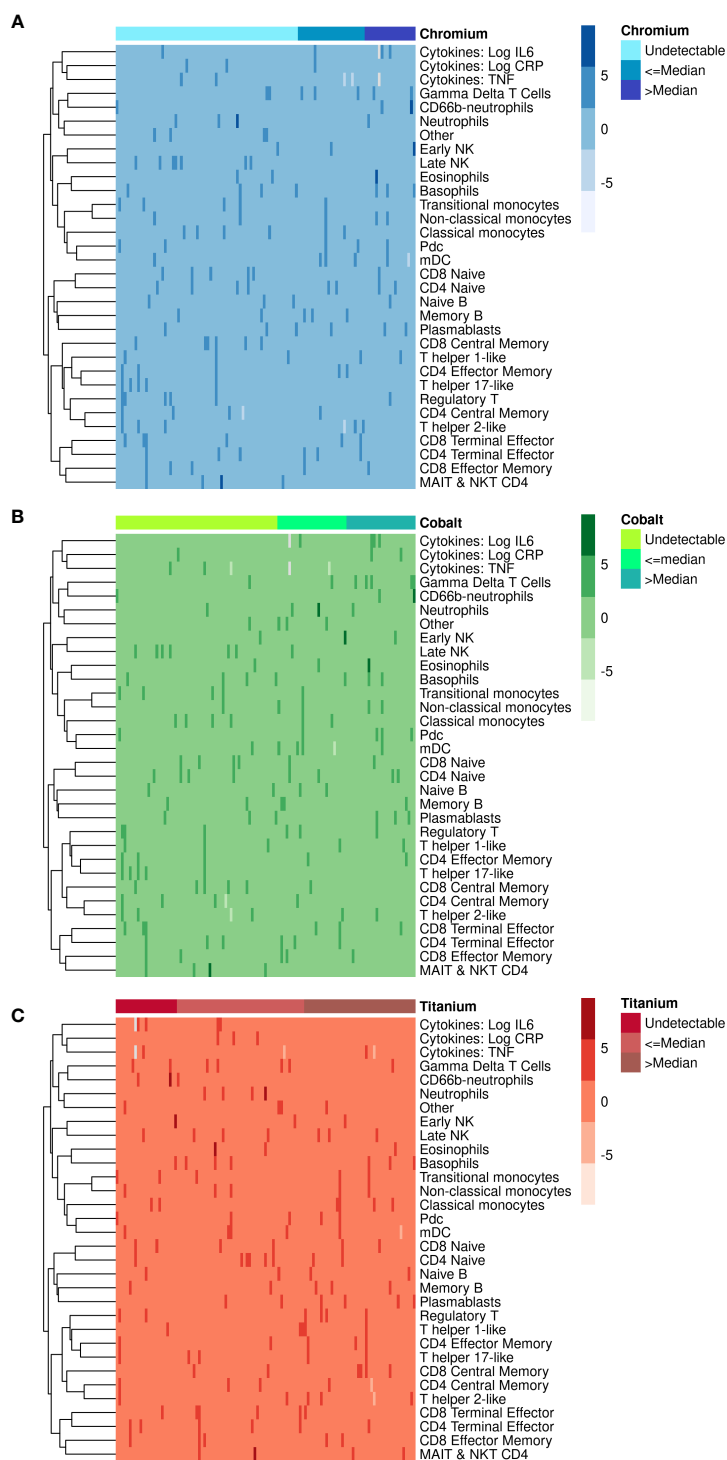 A
Chromium
Cytokines: Log IL6
Cytokines: Log CRP
Cytokines: TNF
Gamma Delta T Cells
CD66b-neutrophils
Neutrophils
Other
Early NK
Late NK
Eosinophils
Basophils
Transitional monocytes
Non-classical monocytes
Classical monocytes
Pdc
mDC
CD8 Naive
CD4 Naive
Naive B
Memory B
Plasmablasts
CD8 Central Memory
T helper 1-like
CD4 Effector Memory
T helper 17-like
Regulatory T
CD4 Central Memory
T helper 2-like
CD8 Terminal Effector
CD4 Terminal Effector
CD8 Effector Memory
MAIT & NKT CD4
5
0
-5
Chromium
Undetectable
<=Median
>Median
B
Cobalt
Cytokines: Log IL6
Cytokines: Log CRP
Cytokines: TNF
Gamma Delta T Cells
CD66b-neutrophils
Neutrophils
Other
Early NK
Late NK
Eosinophils
Basophils
Transitional monocytes
Non-classical monocytes
Classical monocytes
Pdc
mDC
CD8 Naive
CD4 Naive
Naive B
Memory B
Plasmablasts
Regulatory T
T helper 1-like
CD4 Effector Memory
T helper 17-like
CD8 Central Memory
CD4 Central Memory
T helper 2-like
CD8 Terminal Effector
CD4 Terminal Effector
CD8 Effector Memory
MAIT & NKT CD4
5
0
-5
Cobalt
Undetectable
<=median
>Median
C
Titanium
Cytokines: Log IL6
Cytokines: Log CRP
Cytokines: TNF
Gamma Delta T Cells
CD66b-neutrophils
Neutrophils
Other
Early NK
Late NK
Eosinophils
Basophils
Transitional monocytes
Non-classical monocytes
Classical monocytes
Pdc
mDC
CD8 Naive
CD4 Naive
Naive B
Memory B
Plasmablasts
Regulatory T
T helper 1-like
CD4 Effector Memory
T helper 17-like
CD8 Central Memory
CD4 Central Memory
T helper 2-like
CD8 Terminal Effector
CD4 Terminal Effector
CD8 Effector Memory
MAIT & NKT CD4
5
0
-5
Titanium
Undetectable
<=Median
>Median